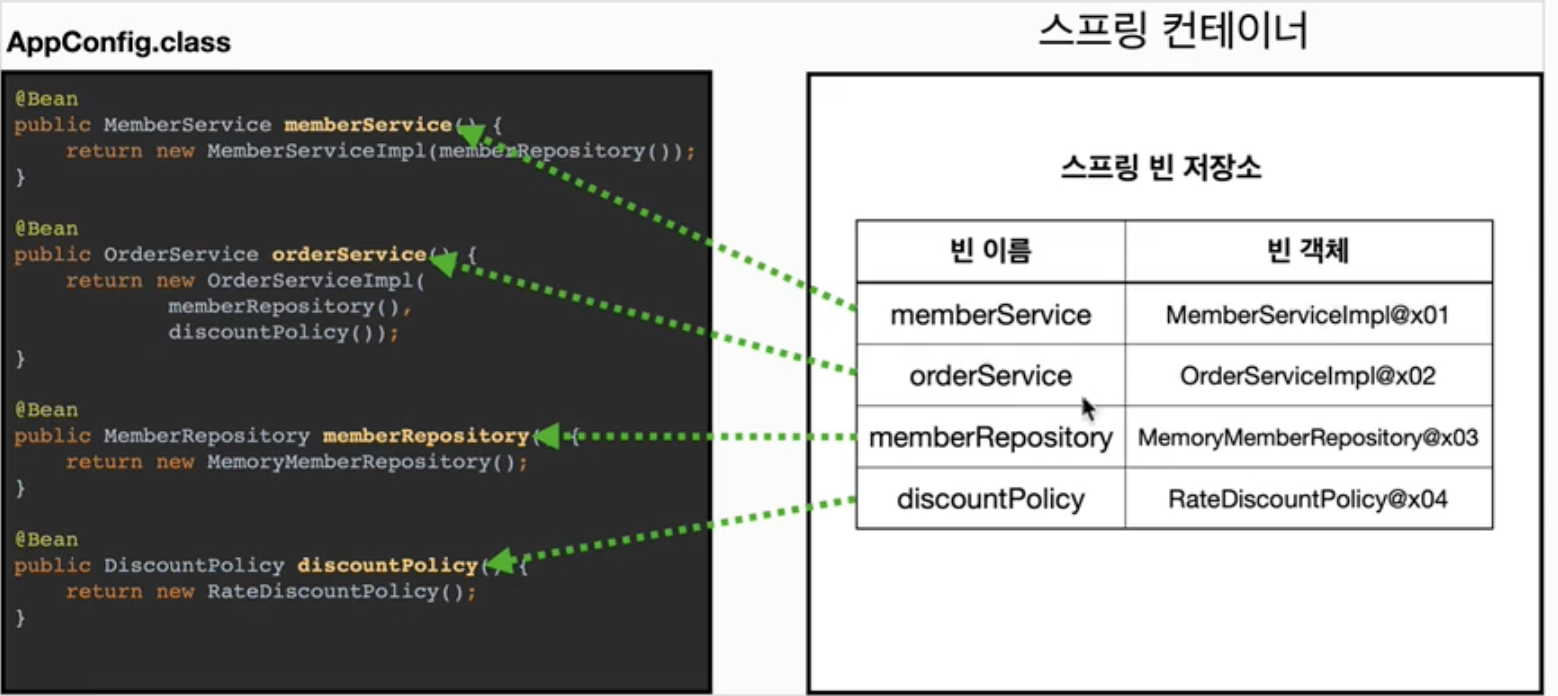 AppConfig.class
@Bean
public MemberService memberService() {
return new MemberServiceImpl(memberRepository());
}
@Bean
public OrderService orderService() {
return new OrderServiceImpl(
memberRepository(),
discountPolicy());
}
@Bean
public MemberRepository memberRepository() {
return new MemoryMemberRepository();
}
@Bean
public DiscountPolicy discountPolicy() {
return new RateDiscountPolicy();
}
스프링 컨테이너
스프링 빈 저장소
빈 이름 빈 객체
memberService MemberServiceImpl@x01
orderService OrderServiceImpl@x02
memberRepository MemoryMemberRepository@x03
discountPolicy RateDiscountPolicy@x04